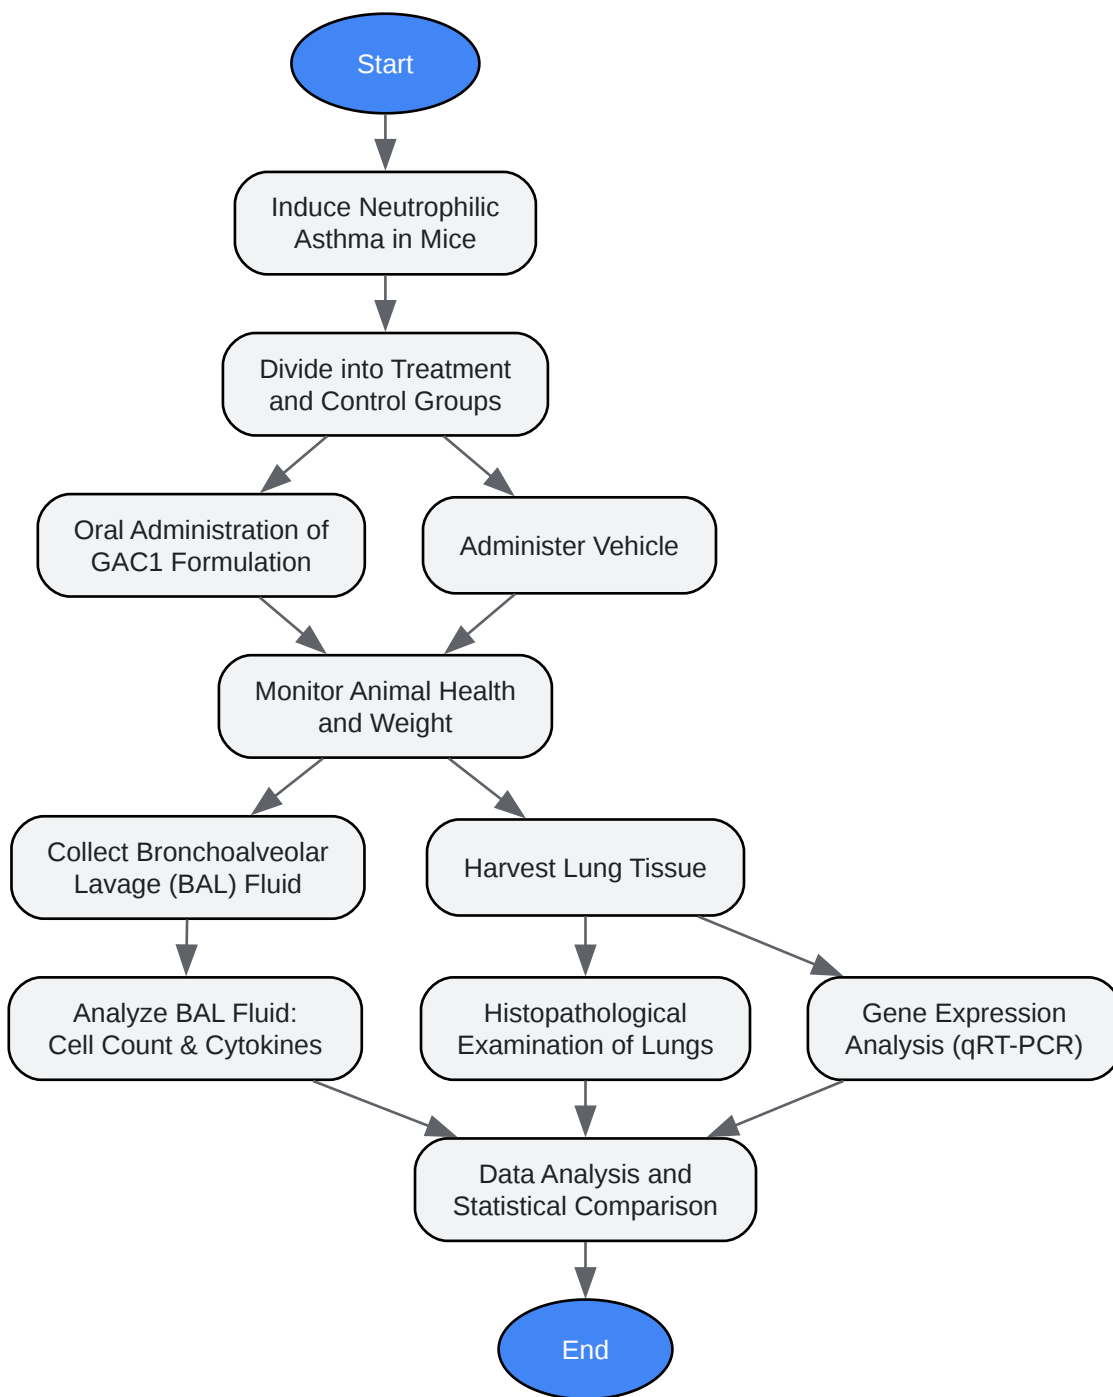 Start
Induce Neutrophilic
Asthma in Mice
Divide into Treatment
and Control Groups
Oral Administration of
GAC1 Formulation
Administer Vehicle
Monitor Animal Health
and Weight
Collect Bronchoalveolar
Lavage (BAL) Fluid
Harvest Lung Tissue
Analyze BAL Fluid:
Cell Count & Cytokines
Histopathological
Examination of Lungs
Gene Expression
Analysis (qRT-PCR)
Data Analysis and
Statistical Comparison
End